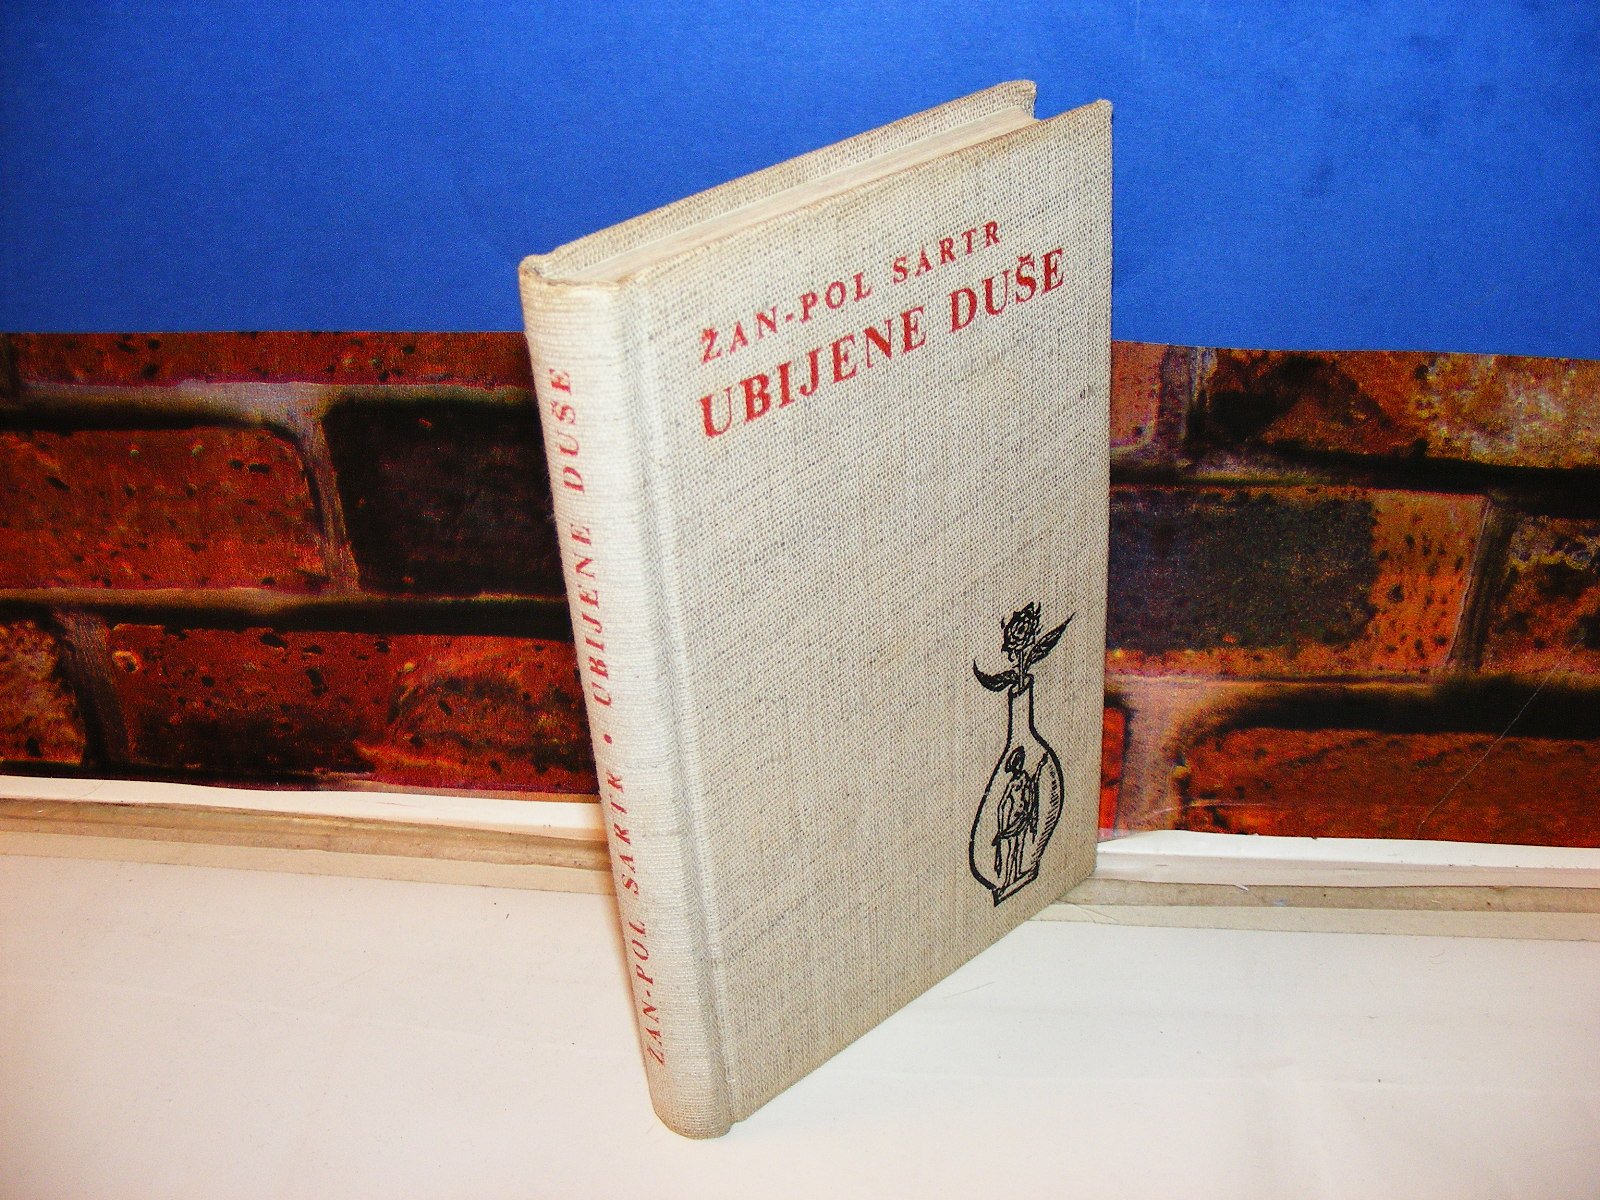 ŽAN-POL SARTR
UBIJENE DUŠE
ŽAN-POL SARTR • UBIJENE DUŠE